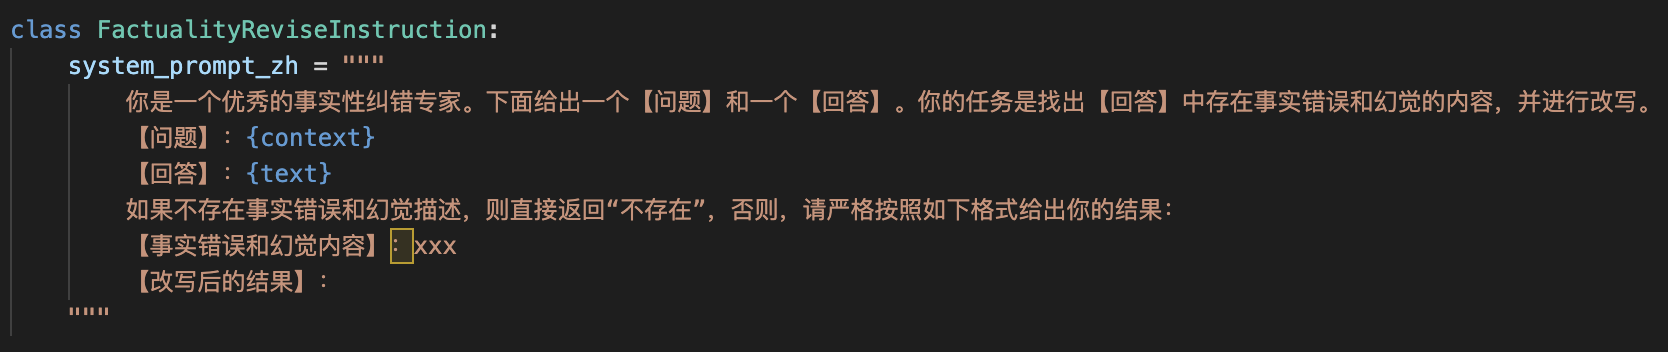 class FactualityReviseInstruction:
system_prompt_zh = """
你是一个优秀的事实性纠错专家。下面给出一个【问题】和一个【回答】。你的任务是找出【回答】中存在事实错误和幻觉的内容，并进行改写。
【问题】：{context}
【回答】：{text}
如果不存在事实错误和幻觉描述，则直接返回“不存在”，否则，请严格按照如下格式给出你的结果：
【事实错误和幻觉内容】：xxx
【改写后的结果】：
"""